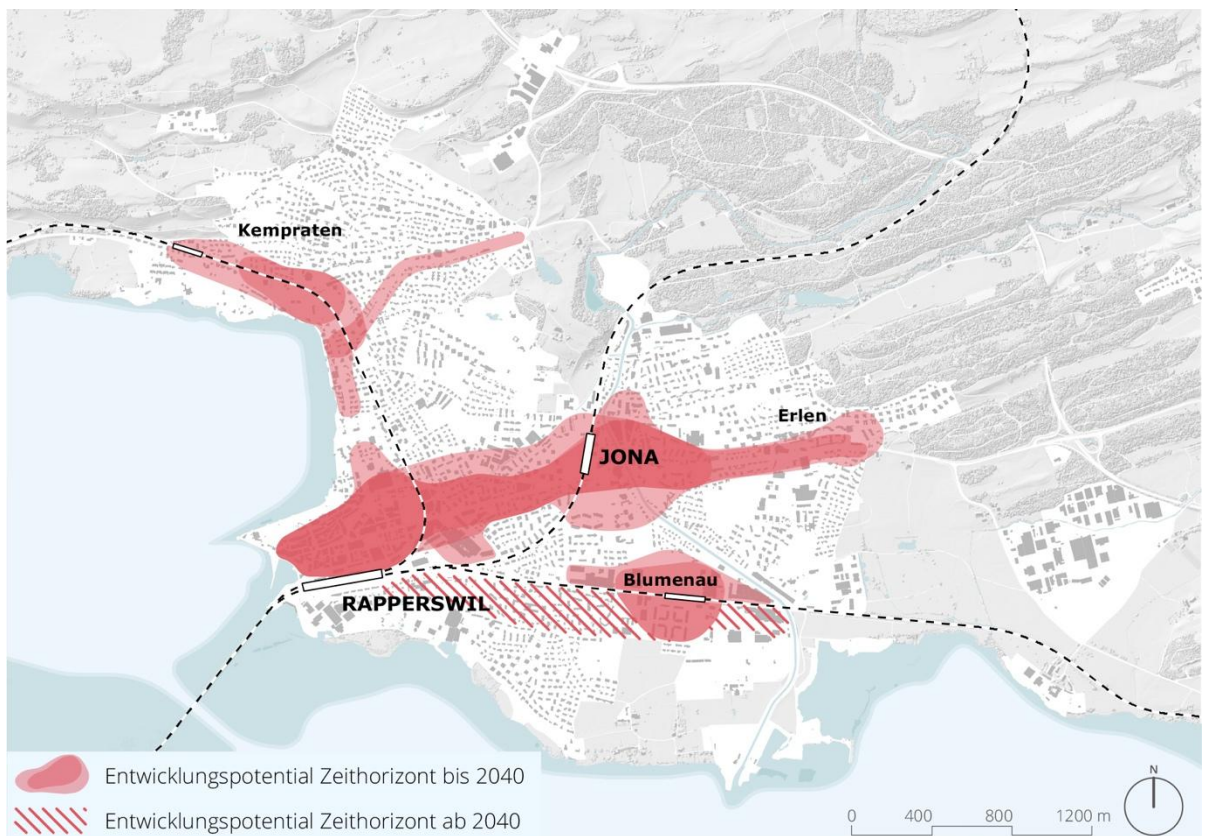 Kempraten
Erlen
JONA
Blumenau
RAPPERSWIL
Entwicklungspotential Zeithorizont bis 2040
Entwicklungspotential Zeithorizont ab 2040
N
0 400 800 1200 m